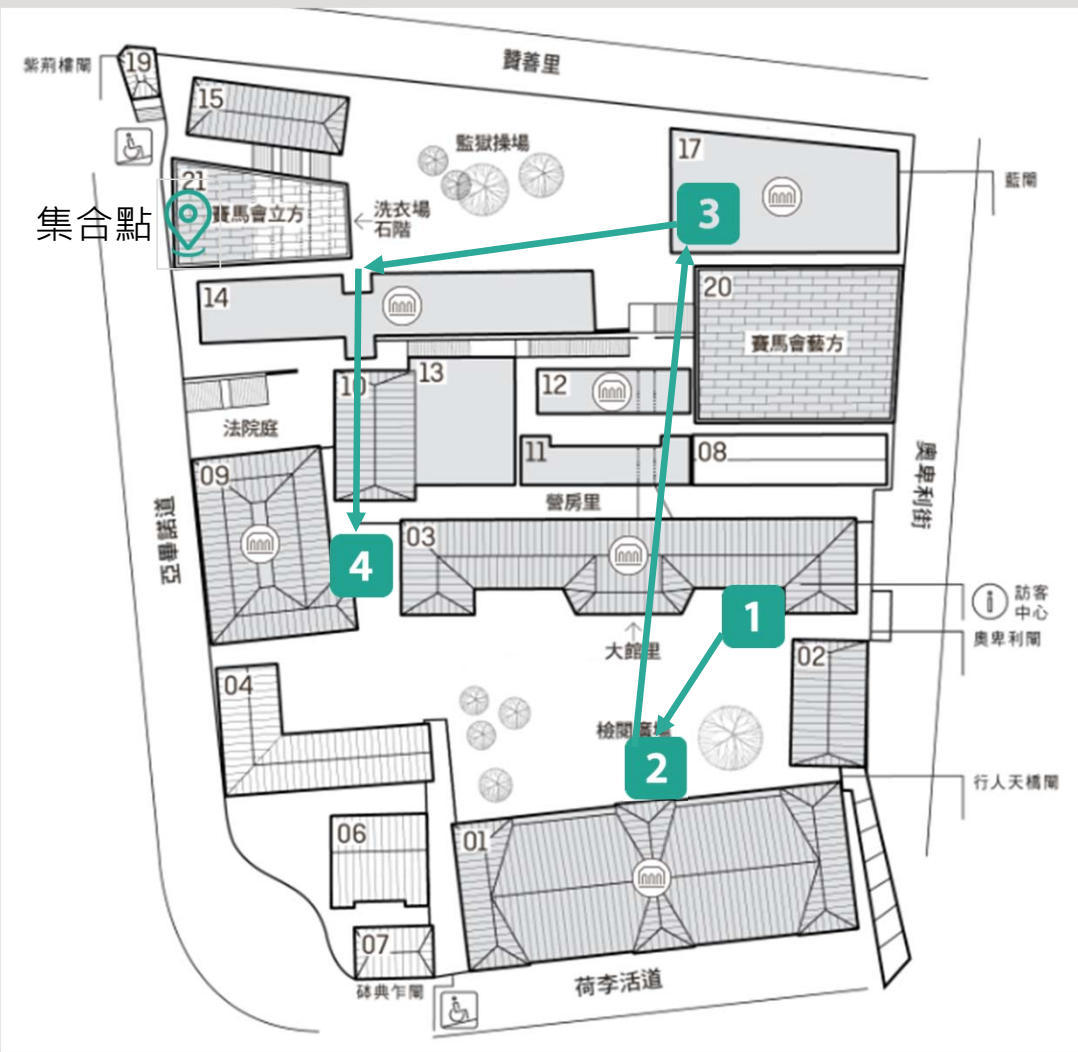 贊善里
紫荊樓閘
19
15
監獄操場
17
藍閘
21
集合點
賽馬會立方
洗衣場
石階
3
14
20
賽馬會藝方
10
13
12
法院庭
11
08
奧卑利街
09
營房里
亞畢諾道
03
4
1
訪客
中心
奧卑利閘
大館里
02
04
檢閱廣場
2
行人天橋閘
06
01
07
砵典乍閘
荷李活道